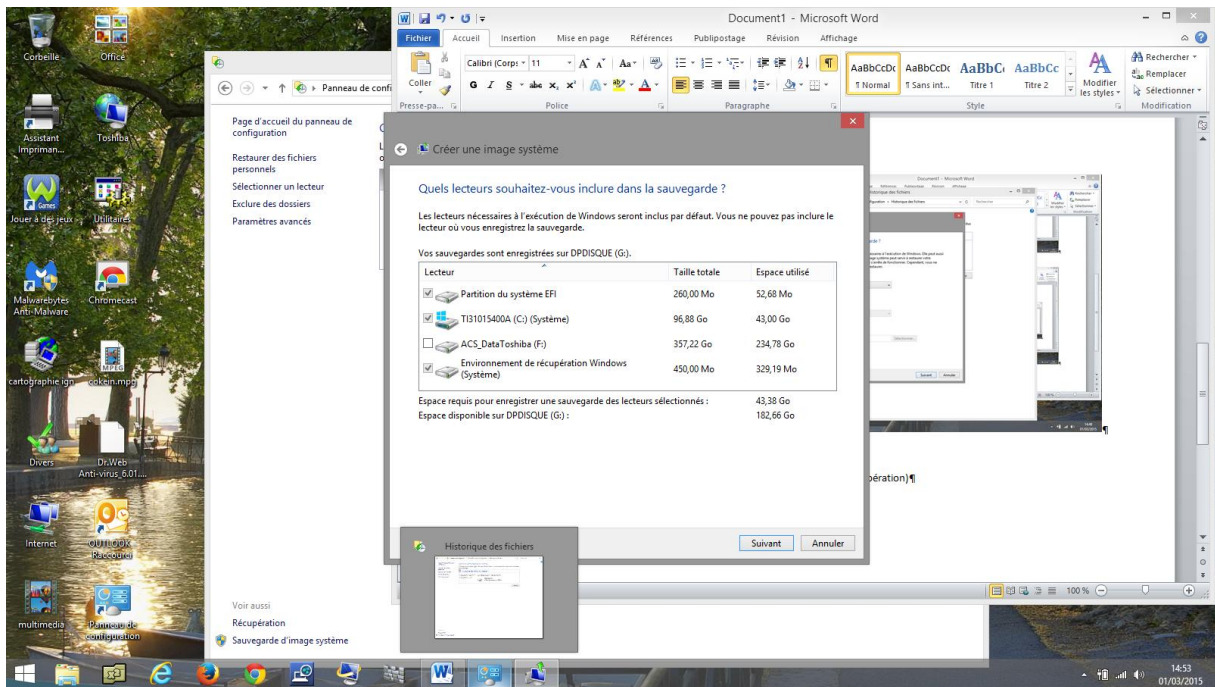 Corbeille
Office
Assistant
Impriman...
Toshiba
Games
Jouer à des jeux
Utilitaires
Malwarebytes
Anti-Malware
Chromecast
cartographie ign
MPEG
cokein.mpg
Divers
Dr.Web
Anti-virus_6.01....
Internet
OUTLOOK
Raccourci
multimedia
Panneau de
configuration
Panneau de confi
Page d'accueil du panneau de
configuration
Restaurer des fichiers
personnels
Sélectionner un lecteur
Exclure des dossiers
Paramètres avancés
Voir aussi
Récupération
Sauvegarde d'image système
Document1 - Microsoft Word
Fichier Accueil Insertion Mise en page Références Publipostage Révision Affichage
Coller
Calibri (Corps 11
G I S abc x₂ x²
AaBbCcDc AaBbCcDc AaBbC AaBbCc
¶ Normal ¶ Sans int... Titre 1 Titre 2
Modifier
les styles
Rechercher
Remplacer
Sélectionner
Presse-pa... Police Paragraphe Style Modification
Créer une image système
Quels lecteurs souhaitez-vous inclure dans la sauvegarde ?
Les lecteurs nécessaires à l'exécution de Windows seront inclus par défaut. Vous ne pouvez pas inclure le
lecteur où vous enregistrez la sauvegarde.
Vos sauvegardes sont enregistrées sur DPDISQUE (G:).
Lecteur Taille totale Espace utilisé
Partition du système EFI 260,00 Mo 52,68 Mo
TI31015400A (C:) (Système) 96,88 Go 43,00 Go
ACS_DataToshiba (F:) 357,22 Go 234,78 Go
Environnement de récupération Windows
(Système) 450,00 Mo 329,19 Mo
Espace requis pour enregistrer une sauvegarde des lecteurs sélectionnés : 43,38 Go
Espace disponible sur DPDISQUE (G:) : 182,66 Go
Suivant Annuler
pération)¶
Historique des fichiers
100 %
14:53
01/03/2015